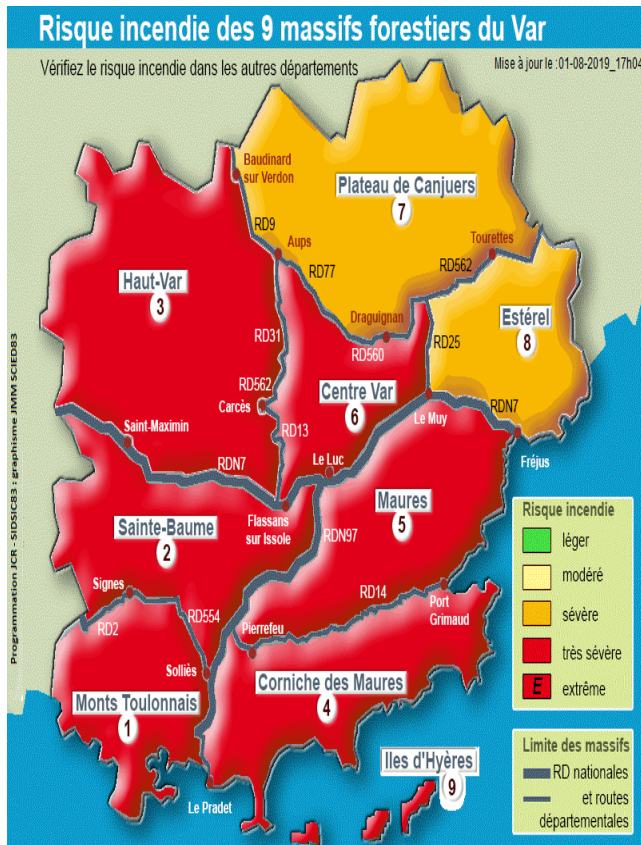 Risque incendie des 9 massifs forestiers du Var
Vérifiez le risque incendie dans les autres départements
Mise à jour le :01-08-2019_17h04
Baudinard
sur Verdon
Plateau de Canjuers
7
RD9
Aups
Tourettes
RD77
RD562
Haut-Var
3
Draguignan
Estérel
8
RD31
RD560
RD25
RD562
Carcès
Centre Var
6
Le Muy
RDN7
Saint-Maximin
RD13
Fréjus
RDN7
Le Luc
Maures
5
Flassans
sur Issole
Sainte-Baume
2
RDN97
Signes
RD14
Port
Grimaud
RD2
RD554
Pierrefeu
Solliès
Corniche des Maures
4
Monts Toulonnais
1
Iles d'Hyères
9
Le Pradet
Risque incendie
léger
modéré
sévère
très sévère
E extrême
Limite des massifs
RD nationales
et routes
départementales
Programmation JCR - SIDSIC83 : graphisme JMM SCIED83